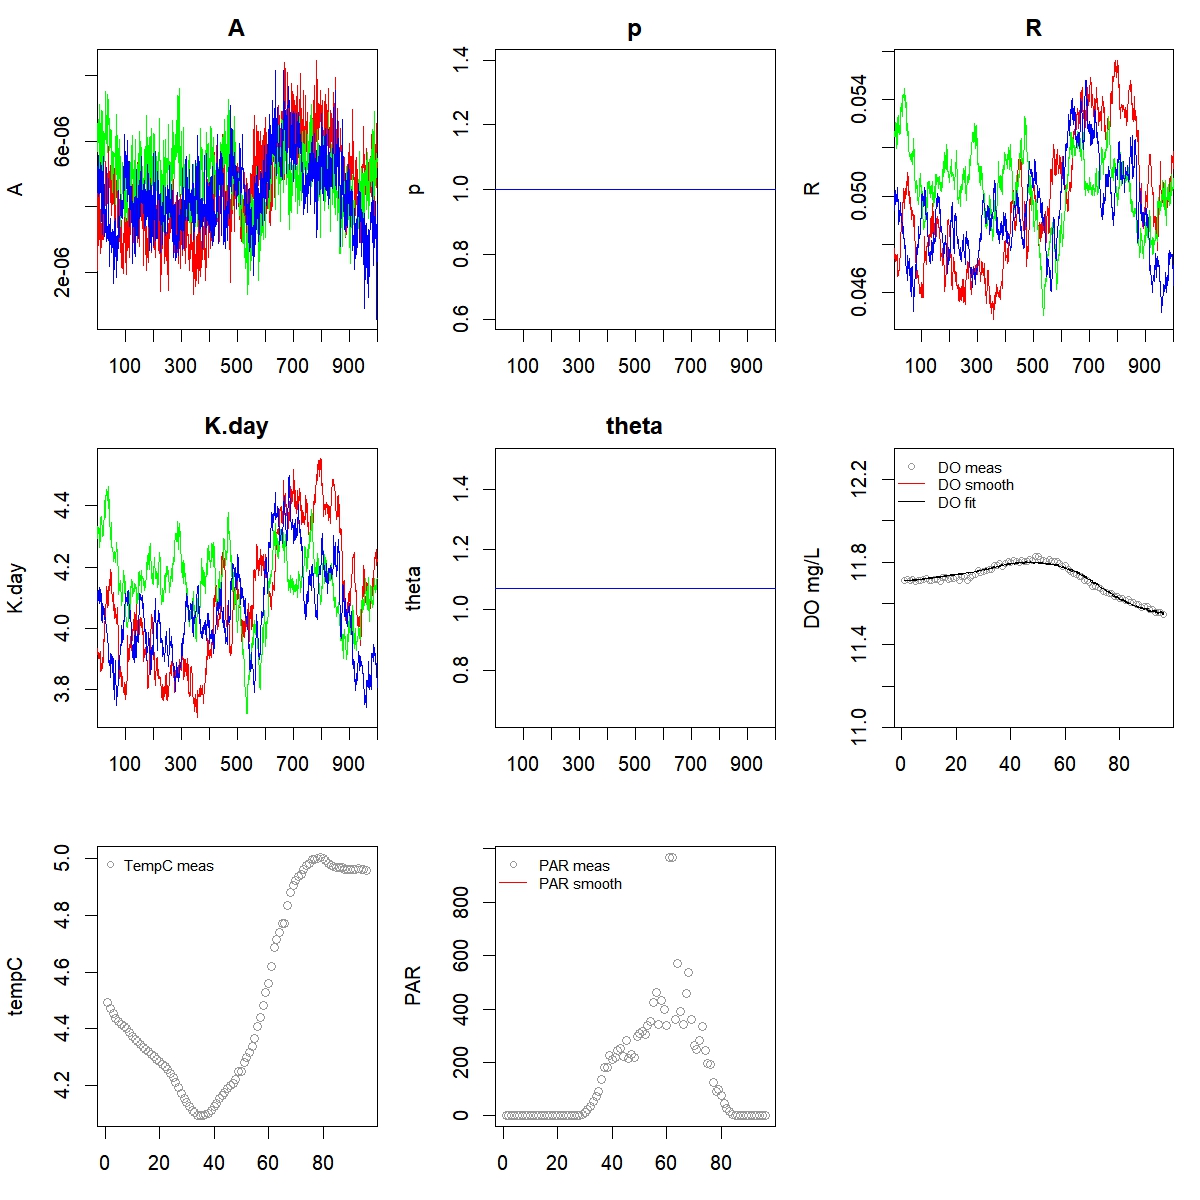 A
A
2e-06
6e-06
100 300 500 700 900
p
p
0.6 0.8 1.0 1.2 1.4
100 300 500 700 900
R
R
0.046 0.050 0.054
100 300 500 700 900
K.day
K.day
3.8 4.0 4.2 4.4
100 300 500 700 900
theta
theta
0.8 1.0 1.2 1.4
100 300 500 700 900
DO mg/L
11.0 11.4 11.8 12.2
DO meas
DO smooth
DO fit
0 20 40 60 80
tempC
4.2 4.4 4.6 4.8 5.0
TempC meas
0 20 40 60 80
PAR
0 200 400 600 800
PAR meas
PAR smooth
0 20 40 60 80